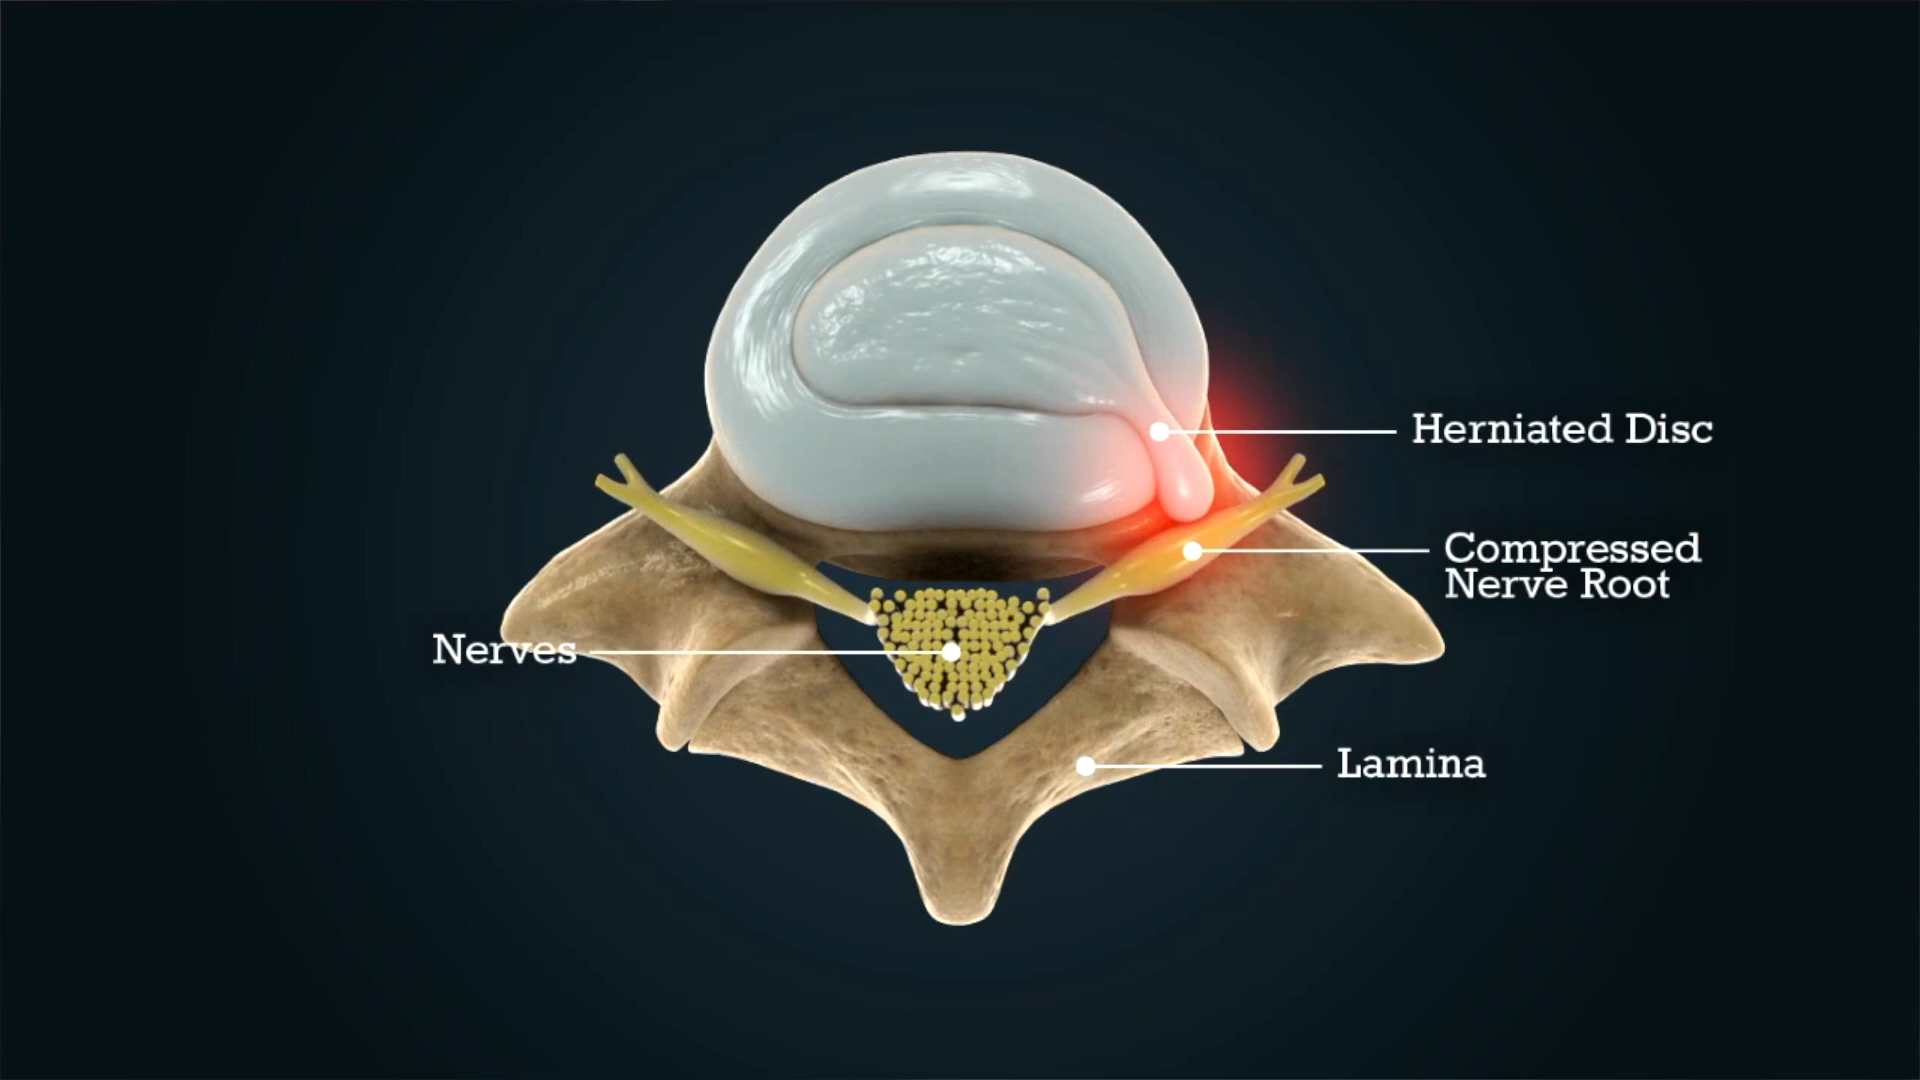 Herniated Disc
Compressed
Nerve Root
Nerves
Lamina